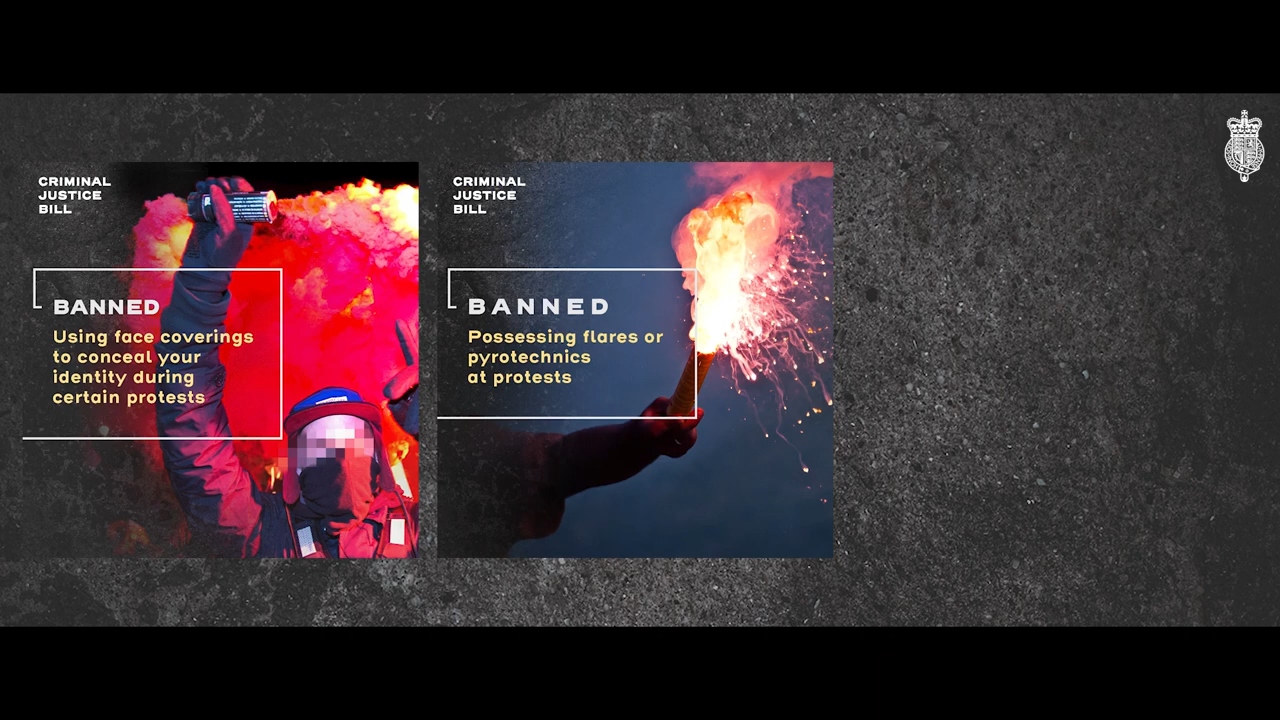 CRIMINAL
JUSTICE
BILL
BANNED
Using face coverings
to conceal your
identity during
certain protests
CRIMINAL
JUSTICE
BILL
BANNED
Possessing flares or
pyrotechnics
at protests